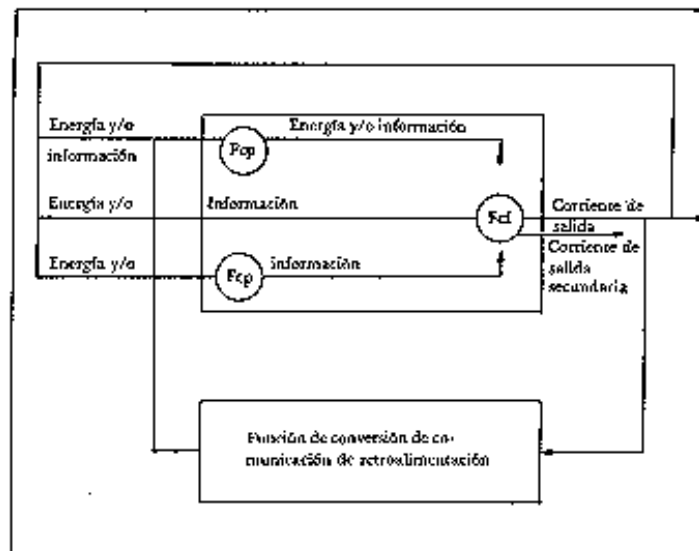 Energía y/o
información
Energía y/o información
Fcp
Energía y/o
Información
Fcf
Corriente de
salida
Corriente de
salida
secundaria
Energía y/o
información
Fcp
Función de conversión de co-
municación de retroalimentación